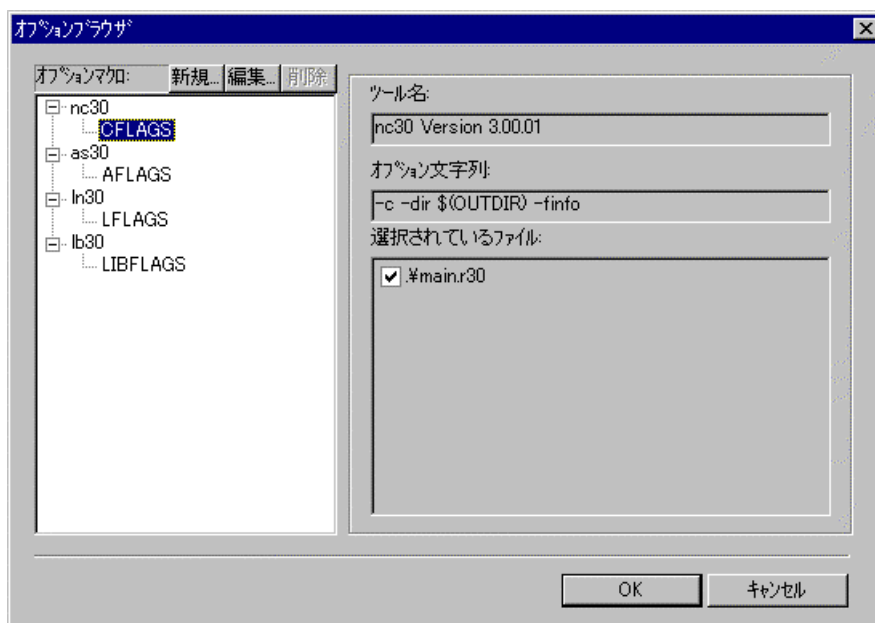 オプションブラウザ
オプションマクロ: 新規... 編集... 削除
nc30
CFLAGS
as30
AFLAGS
ln30
LFLAGS
lb30
LIBFLAGS
ツール名:
nc30 Version 3.00.01
オプション文字列:
-c -dir $(OUTDIR) -finfo
選択されているファイル:
.¥main.r30
OK キャンセル